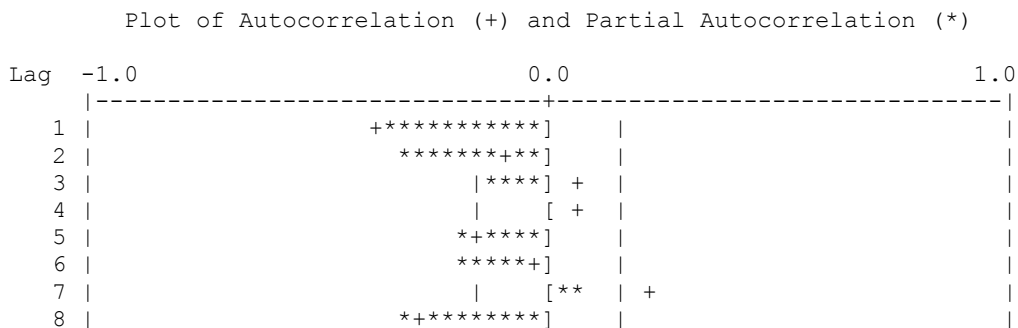 Plot of Autocorrelation (+) and Partial Autocorrelation (*)
Lag  -1.0                             0.0                             1.0
     |--------------------------------+--------------------------------|
   1 |                    +***********]     |                          |
   2 |                      *******+**]     |                          |
   3 |                           |****] +   |                          |
   4 |                           |    [ +   |                          |
   5 |                          *+****]     |                          |
   6 |                          *****+]     |                          |
   7 |                           |    [**   | +                        |
   8 |                      *+********]     |                          |